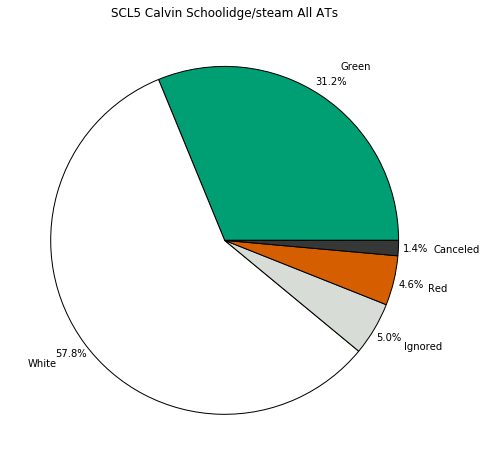 SCL5 Calvin Schoolidge/steam All ATs
Green
31.2%
1.4% Canceled
4.6% Red
5.0%
Ignored
57.8%
White